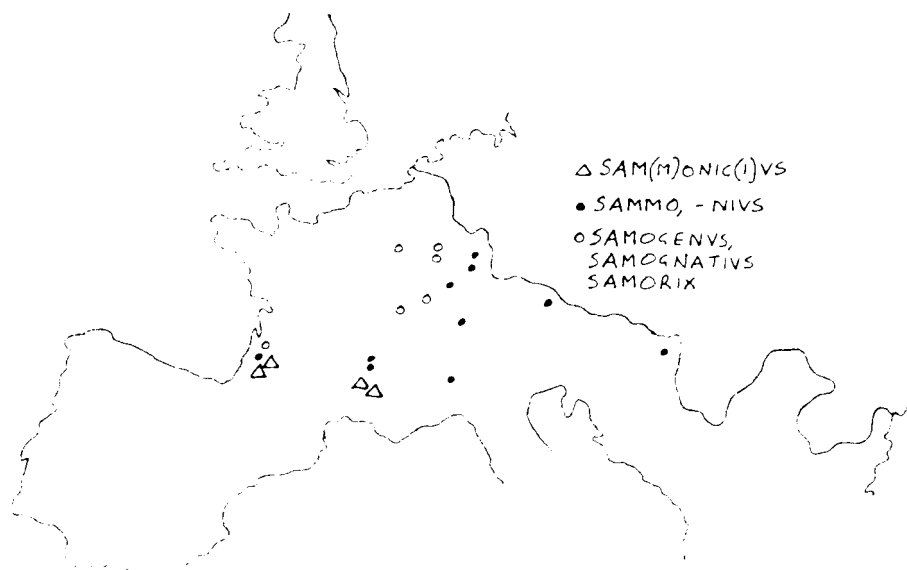 △ SAM(M)ONIC(I)VS
• SAMMO, -NIVS
○ SAMOGENVS,
SAMOGNATIVS
SAMORIX